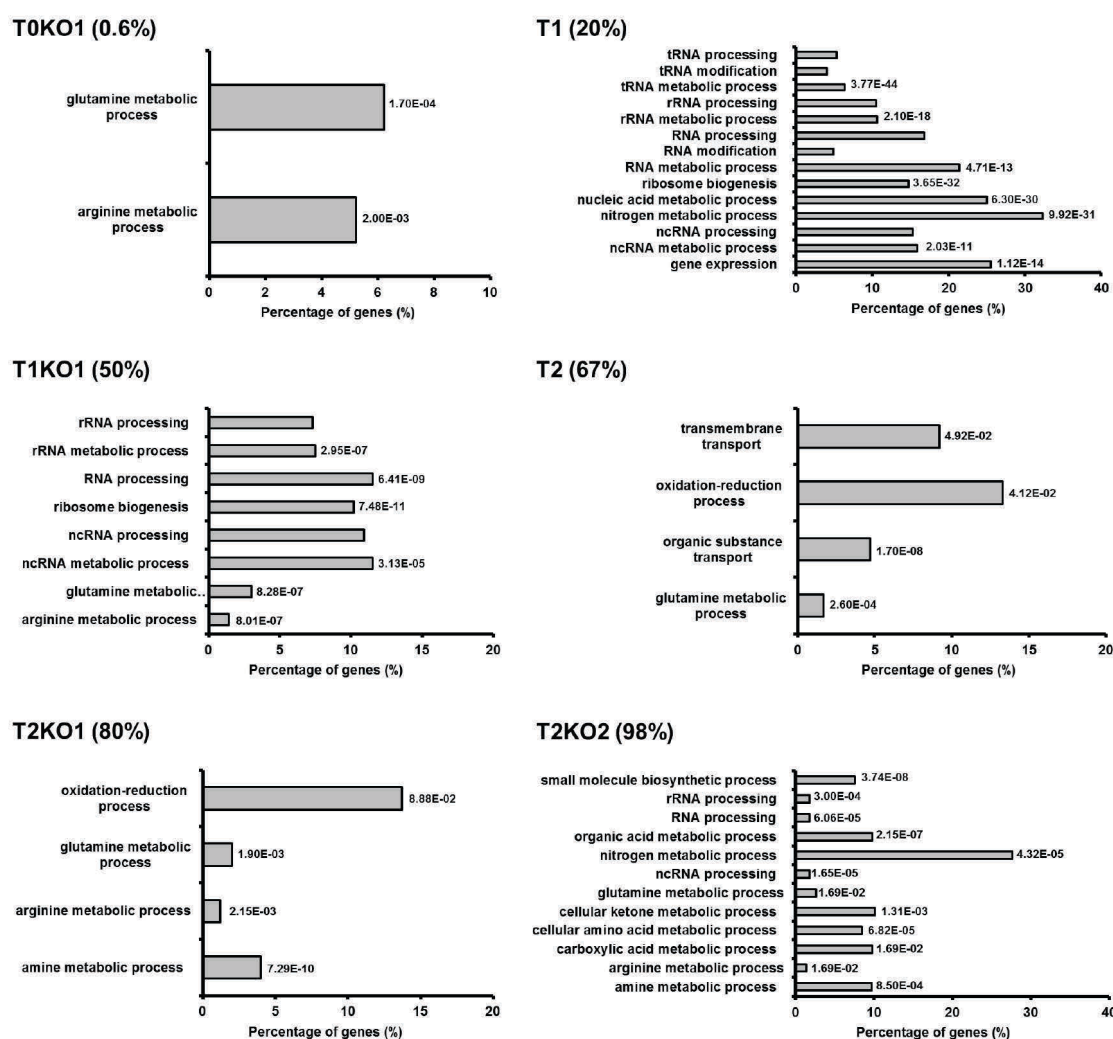 T0KO1 (0.6%)
glutamine metabolic
process
1.70E-04
arginine metabolic
process
2.00E-03
0 2 4 6 8 10
Percentage of genes (%)
T1 (20%)
tRNA processing
tRNA modification
tRNA metabolic process
3.77E-44
rRNA processing
rRNA metabolic process
2.10E-18
RNA processing
RNA modification
RNA metabolic process
4.71E-13
ribosome biogenesis
3.65E-32
nucleic acid metabolic process
6.30E-30
nitrogen metabolic process
9.92E-31
ncRNA processing
ncRNA metabolic process
2.03E-11
gene expression
1.12E-14
0 10 20 30 40
Percentage of genes (%)
T1KO1 (50%)
rRNA processing
rRNA metabolic process
2.95E-07
RNA processing
6.41E-09
ribosome biogenesis
7.48E-11
ncRNA processing
ncRNA metabolic process
3.13E-05
glutamine metabolic..
8.28E-07
arginine metabolic process
8.01E-07
0 5 10 15 20
Percentage of genes (%)
T2 (67%)
transmembrane
transport
4.92E-02
oxidation-reduction
process
4.12E-02
organic substance
transport
1.70E-08
glutamine metabolic
process
2.60E-04
0 5 10 15 20
Percentage of genes (%)
T2KO1 (80%)
oxidation-reduction
process
8.88E-02
glutamine metabolic
process
1.90E-03
arginine metabolic process
2.15E-03
amine metabolic process
7.29E-10
0 5 10 15 20
Percentage of genes (%)
T2KO2 (98%)
small molecule biosynthetic process
3.74E-08
rRNA processing
3.00E-04
RNA processing
6.06E-05
organic acid metabolic process
2.15E-07
nitrogen metabolic process
4.32E-05
ncRNA processing
1.65E-05
glutamine metabolic process
1.69E-02
cellular ketone metabolic process
1.31E-03
cellular amino acid metabolic process
6.82E-05
carboxylic acid metabolic process
1.69E-02
arginine metabolic process
1.69E-02
amine metabolic process
8.50E-04
0 10 20 30 40
Percentage of genes (%)